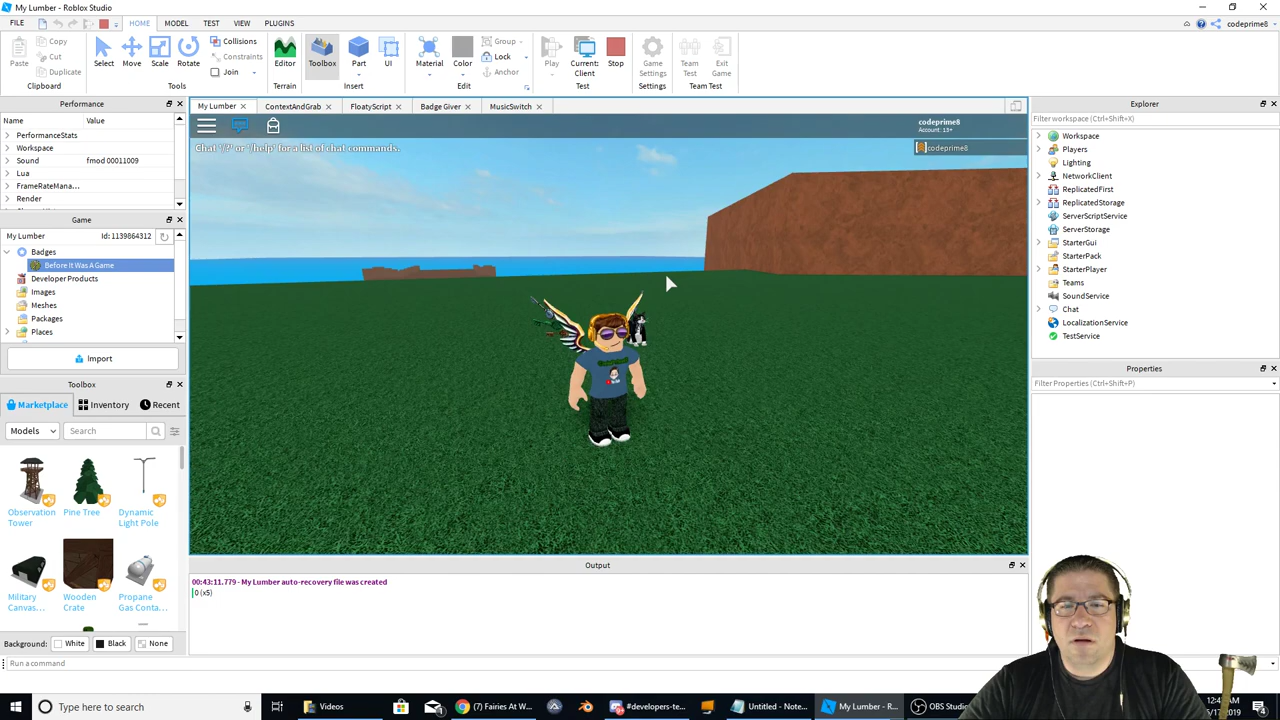 My Lumber - Roblox Studio
FILE HOME MODEL TEST VIEW PLUGINS codeprime8
Paste Copy Cut Duplicate Clipboard
Select Move Scale Rotate Collisions Constraints Join Tools
Editor Terrain
Toolbox Part UI Insert
Material Color Group Lock Anchor Edit
Play Current: Client Stop Test
Game Settings Settings
Team Test Exit Game Team Test
Performance
Name Value
PerformanceStats
Workspace
Sound fmod 00011009
Lua
FrameRateMana...
Render
Game
My Lumber Id: 1139864312
Badges
Before It Was A Game
Developer Products
Images
Meshes
Packages
Places
Import
Toolbox
Marketplace Inventory Recent
Models Search
Observation Tower
Pine Tree
Dynamic Light Pole
Military Canvas...
Wooden Crate
Propane Gas Conta...
Background: White Black None
Run a command
My Lumber ContextAndGrab FloatyScript Badge Giver MusicSwitch
codeprime8
Account: 13+
codeprime8
Chat '/?' or '/help' for a list of chat commands.
Output
00:43:11.779 - My Lumber auto-recovery file was created
0 (x5)
Explorer
Filter workspace (Ctrl+Shift+X)
Workspace
Players
Lighting
NetworkClient
ReplicatedFirst
ReplicatedStorage
ServerScriptService
ServerStorage
StarterGui
StarterPack
StarterPlayer
Teams
SoundService
Chat
LocalizationService
TestService
Properties
Filter Properties (Ctrl+Shift+P)
Type here to search
Videos
(7) Fairies At W...
#developers-te...
Untitled - Note...
My Lumber - R...
OBS Studio